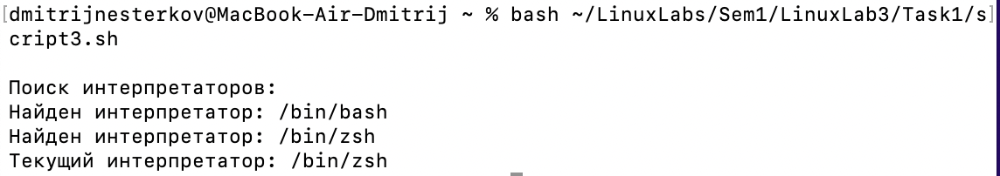 [dmitrijnesterkov@MacBook-Air-Dmitrij ~ % bash ~/LinuxLabs/Sem1/LinuxLab3/Task1/s]
cript3.sh
Поиск интерпретаторов:
Найден интерпретатор: /bin/bash
Найден интерпретатор: /bin/zsh
Текущий интерпретатор: /bin/zsh